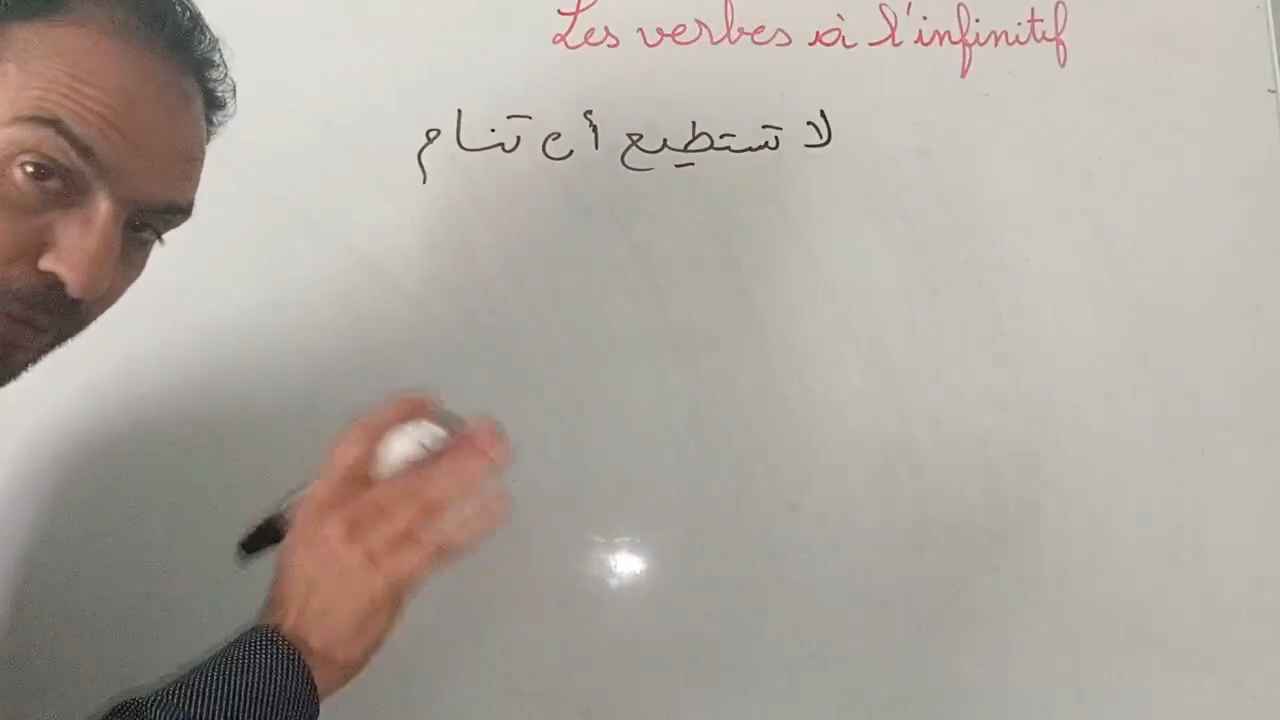 Les verbes à l'infinitif
لا تستطيع أن تنام